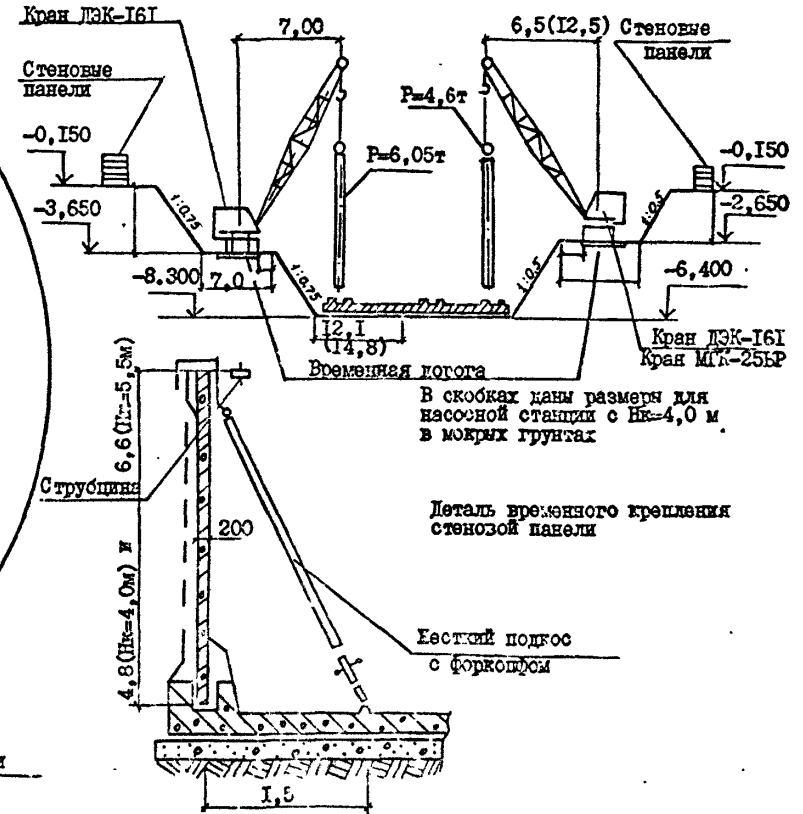 Кран ДЭК-161
7,00
6,5(12,5)
Стеновые
панели
Стеновые
панели
Р=4,6т
-0,150
Р=6,05т
-0,150
1:0,75
1:0,5
-3,650
-2,650
-8.300
7,0
1:0,75
1:0,5
-6,400
12,1
(14,8)
Кран ДЭК-161
Кран МГК-25БР
Временная дорога
В скобках даны размеры для
насосной станции с Нк=4,0 м
в мокрых грунтах
4,8(Нк=4,0м) и 6,6(Нк=5,5м)
Струбцина
200
Деталь временного крепления
стеновой панели
Жесткий подкос
с форкопфом
1,5